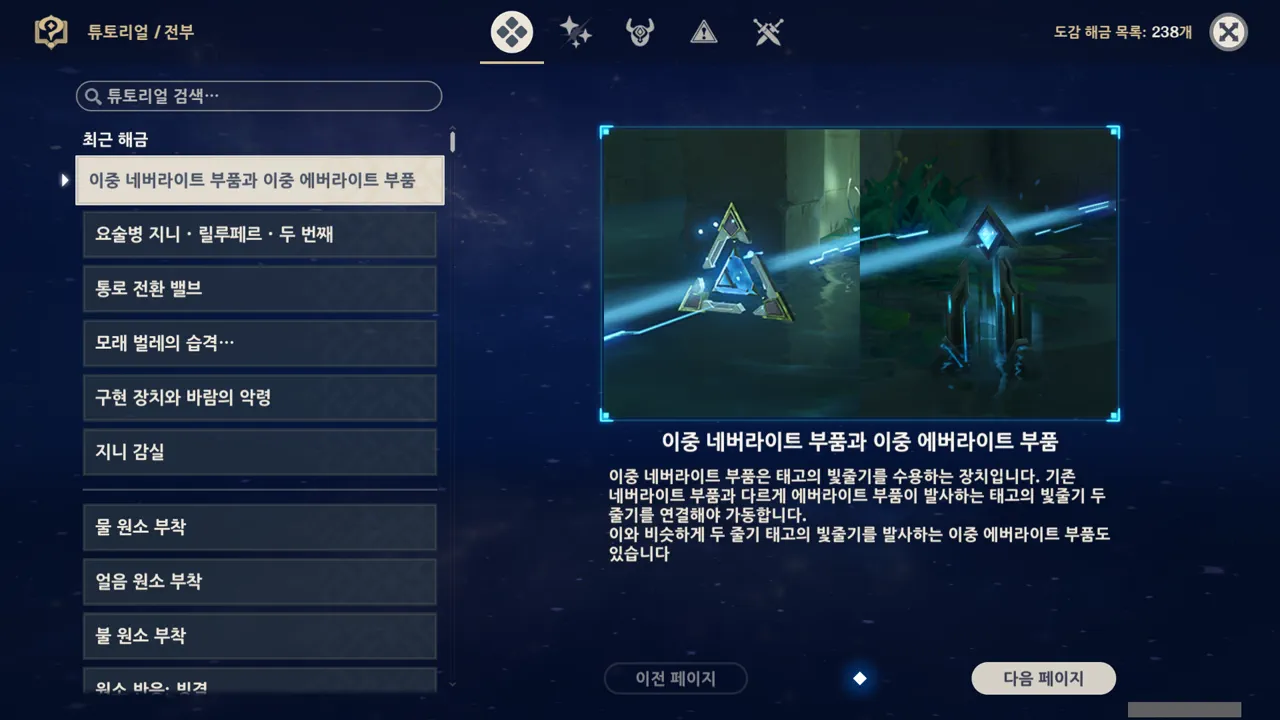 튜토리얼 / 전부
도감 해금 목록: 238개
튜토리얼 검색…
최근 해금
이중 네버라이트 부품과 이중 에버라이트 부품
요술병 지니 · 릴루페르 · 두 번째
통로 전환 밸브
모래 벌레의 습격…
구현 장치와 바람의 악령
지니 감실
물 원소 부착
얼음 원소 부착
불 원소 부착
원소 반응: 빙결
이중 네버라이트 부품과 이중 에버라이트 부품
이중 네버라이트 부품은 태고의 빛줄기를 수용하는 장치입니다. 기존
네버라이트 부품과 다르게 에버라이트 부품이 발사하는 태고의 빛줄기 두
줄기를 연결해야 가동합니다.
이와 비슷하게 두 줄기 태고의 빛줄기를 발사하는 이중 에버라이트 부품도
있습니다
이전 페이지
다음 페이지